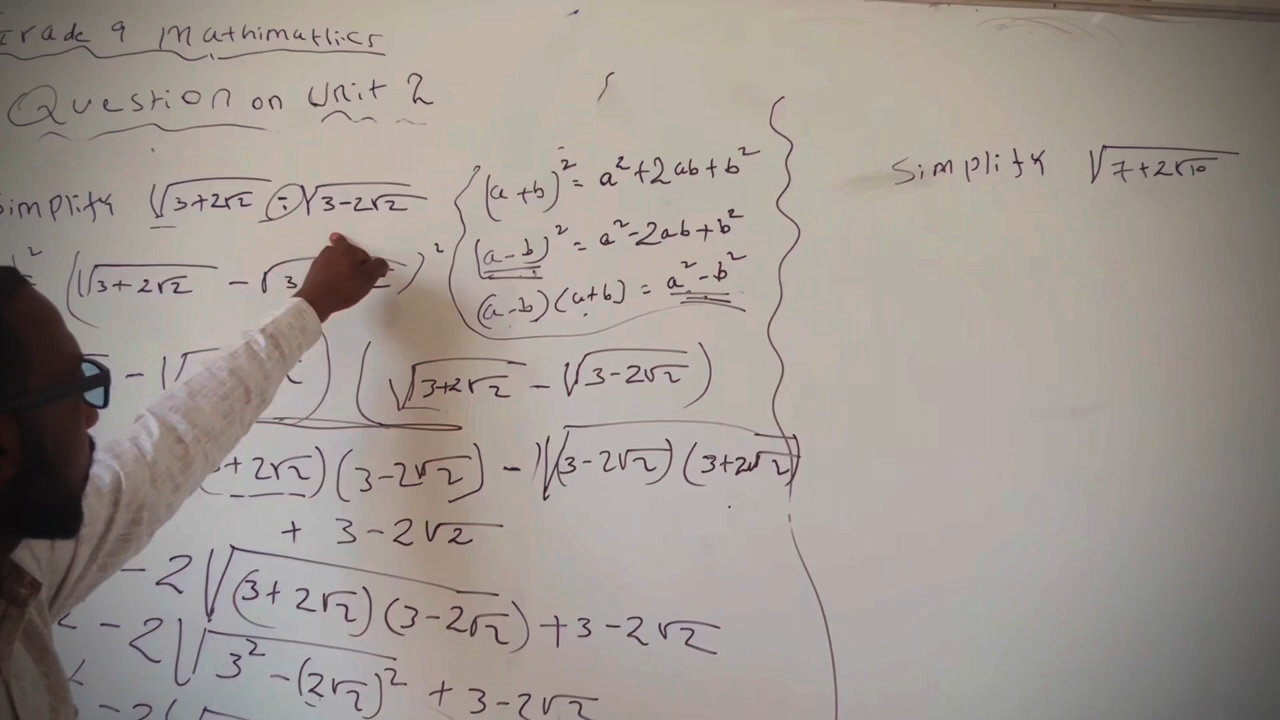 Grade 9 Mathimatlics
Question on Unit 2
Simplify √(3+2√2) - √(3-2√2)
(√(3+2√2) - √(3
)²
- √
) (√(3+2√2) - √(3-2√2))
+2√2)(3-2√2) - √((3-2√2)(3+2√2))
+ 3-2√2
-2√((3+2√2)(3-2√2)) +3-2√2
-2√(3²-(2√2)²) + 3-2√2
-2√
(a+b)² = a²+2ab+b²
(a-b)² = a²-2ab+b²
(a-b)(a+b) = a²-b²
Simplify √(7+2√10)